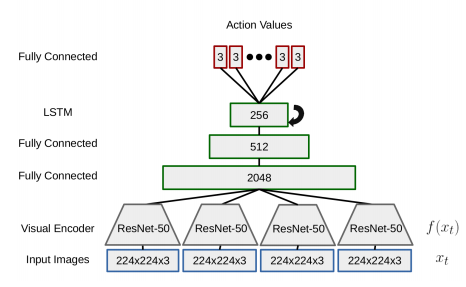 Action Values
Fully Connected 3 3 ●●● 3 3
LSTM 256
Fully Connected 512
Fully Connected 2048
Visual Encoder ResNet-50 ResNet-50 ResNet-50 ResNet-50 f(x_t)
Input Images 224x224x3 224x224x3 224x224x3 224x224x3 x_t